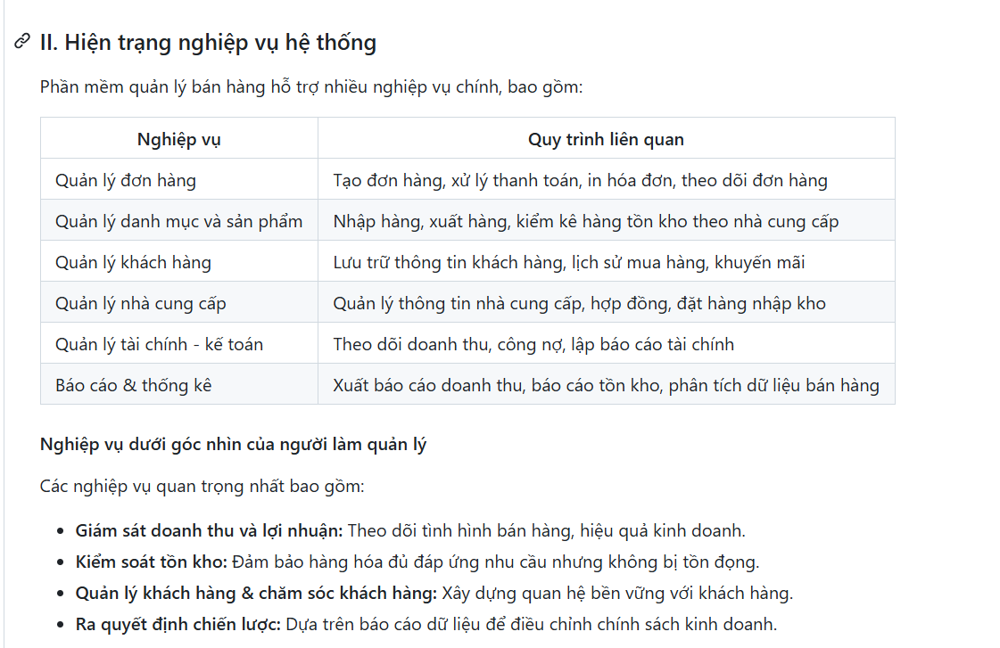 II. Hiện trạng nghiệp vụ hệ thống
Phần mềm quản lý bán hàng hỗ trợ nhiều nghiệp vụ chính, bao gồm:
Nghiệp vụ Quy trình liên quan
Quản lý đơn hàng Tạo đơn hàng, xử lý thanh toán, in hóa đơn, theo dõi đơn hàng
Quản lý danh mục và sản phẩm Nhập hàng, xuất hàng, kiểm kê hàng tồn kho theo nhà cung cấp
Quản lý khách hàng Lưu trữ thông tin khách hàng, lịch sử mua hàng, khuyến mãi
Quản lý nhà cung cấp Quản lý thông tin nhà cung cấp, hợp đồng, đặt hàng nhập kho
Quản lý tài chính - kế toán Theo dõi doanh thu, công nợ, lập báo cáo tài chính
Báo cáo & thống kê Xuất báo cáo doanh thu, báo cáo tồn kho, phân tích dữ liệu bán hàng
Nghiệp vụ dưới góc nhìn của người làm quản lý
Các nghiệp vụ quan trọng nhất bao gồm:
• Giám sát doanh thu và lợi nhuận: Theo dõi tình hình bán hàng, hiệu quả kinh doanh.
• Kiểm soát tồn kho: Đảm bảo hàng hóa đủ đáp ứng nhu cầu nhưng không bị tồn đọng.
• Quản lý khách hàng & chăm sóc khách hàng: Xây dựng quan hệ bền vững với khách hàng.
• Ra quyết định chiến lược: Dựa trên báo cáo dữ liệu để điều chỉnh chính sách kinh doanh.